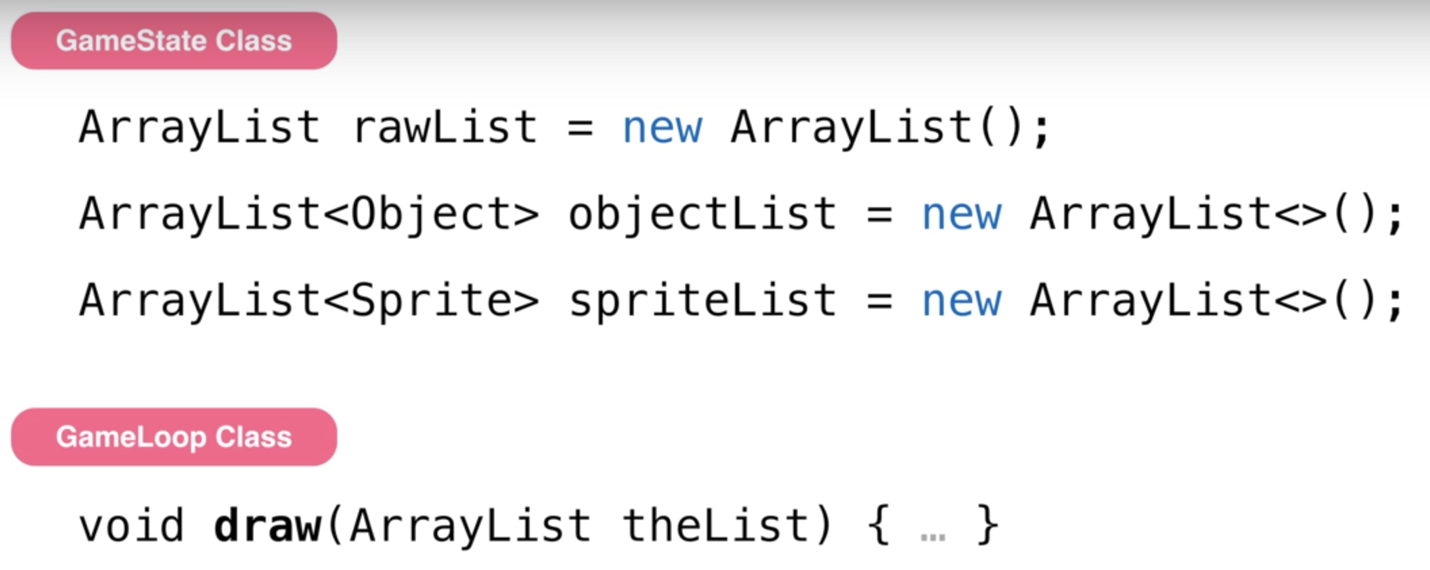 GameState Class
ArrayList rawList = new ArrayList();
ArrayList<Object> objectList = new ArrayList<>();
ArrayList<Sprite> spriteList = new ArrayList<>();
GameLoop Class
void draw(ArrayList theList) { … }